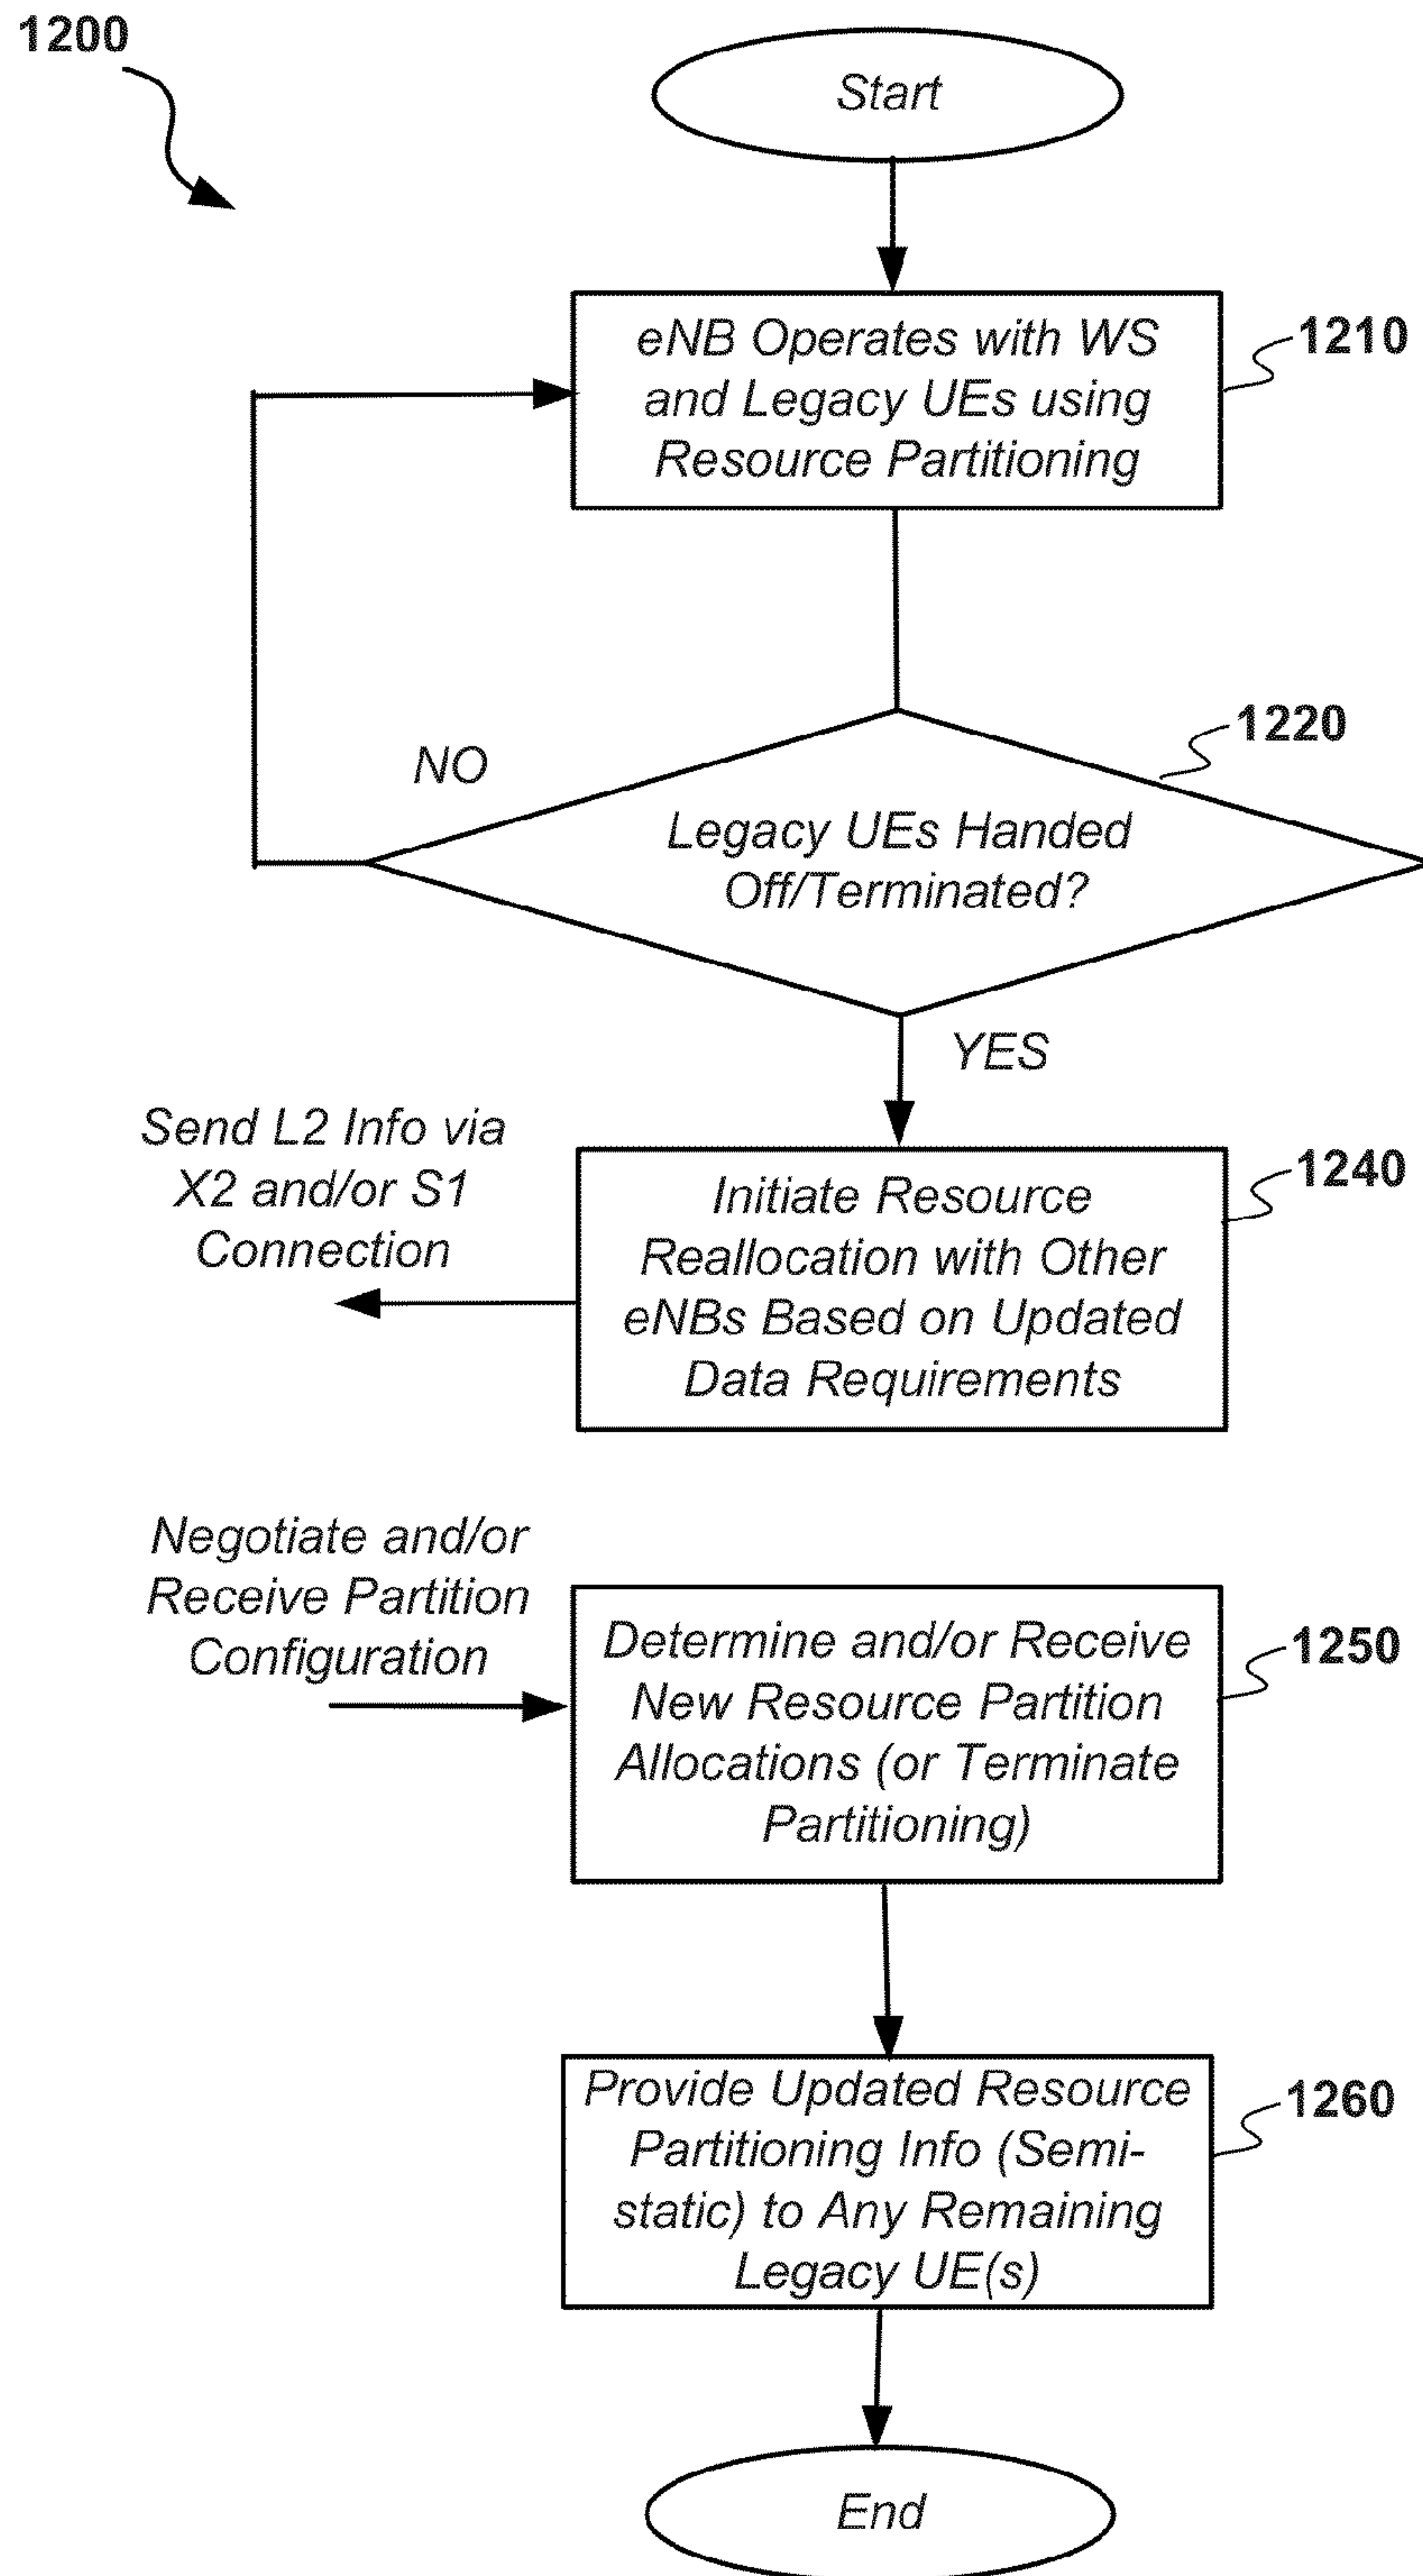 1200
Start
eNB Operates with WS
and Legacy UEs using
Resource Partitioning
1210
1220
NO
Legacy UEs Handed
Off/Terminated?
YES
Send L2 Info via
X2 and/or S1
Connection
Initiate Resource
Reallocation with Other
eNBs Based on Updated
Data Requirements
1240
Negotiate and/or
Receive Partition
Configuration
Determine and/or Receive
New Resource Partition
Allocations (or Terminate
Partitioning)
1250
Provide Updated Resource
Partitioning Info (Semi-
static) to Any Remaining
Legacy UE(s)
1260
End